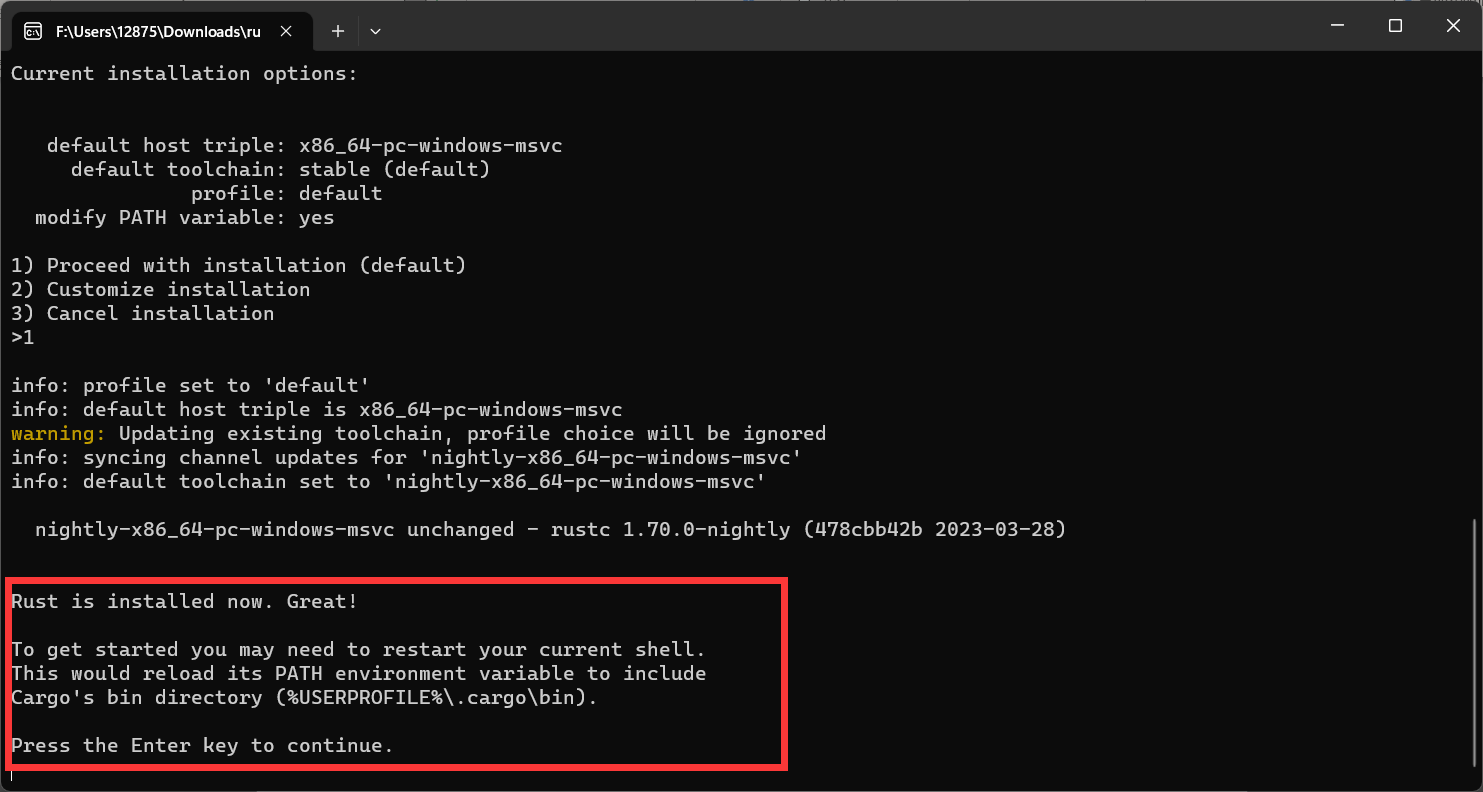 F:\Users\12875\Downloads\ru
Current installation options:
default host triple: x86_64-pc-windows-msvc
default toolchain: stable (default)
profile: default
modify PATH variable: yes
1) Proceed with installation (default)
2) Customize installation
3) Cancel installation
>1
info: profile set to 'default'
info: default host triple is x86_64-pc-windows-msvc
warning: Updating existing toolchain, profile choice will be ignored
info: syncing channel updates for 'nightly-x86_64-pc-windows-msvc'
info: default toolchain set to 'nightly-x86_64-pc-windows-msvc'
nightly-x86_64-pc-windows-msvc unchanged - rustc 1.70.0-nightly (478cbb42b 2023-03-28)
Rust is installed now. Great!
To get started you may need to restart your current shell.
This would reload its PATH environment variable to include
Cargo's bin directory (%USERPROFILE%\.cargo\bin).
Press the Enter key to continue.